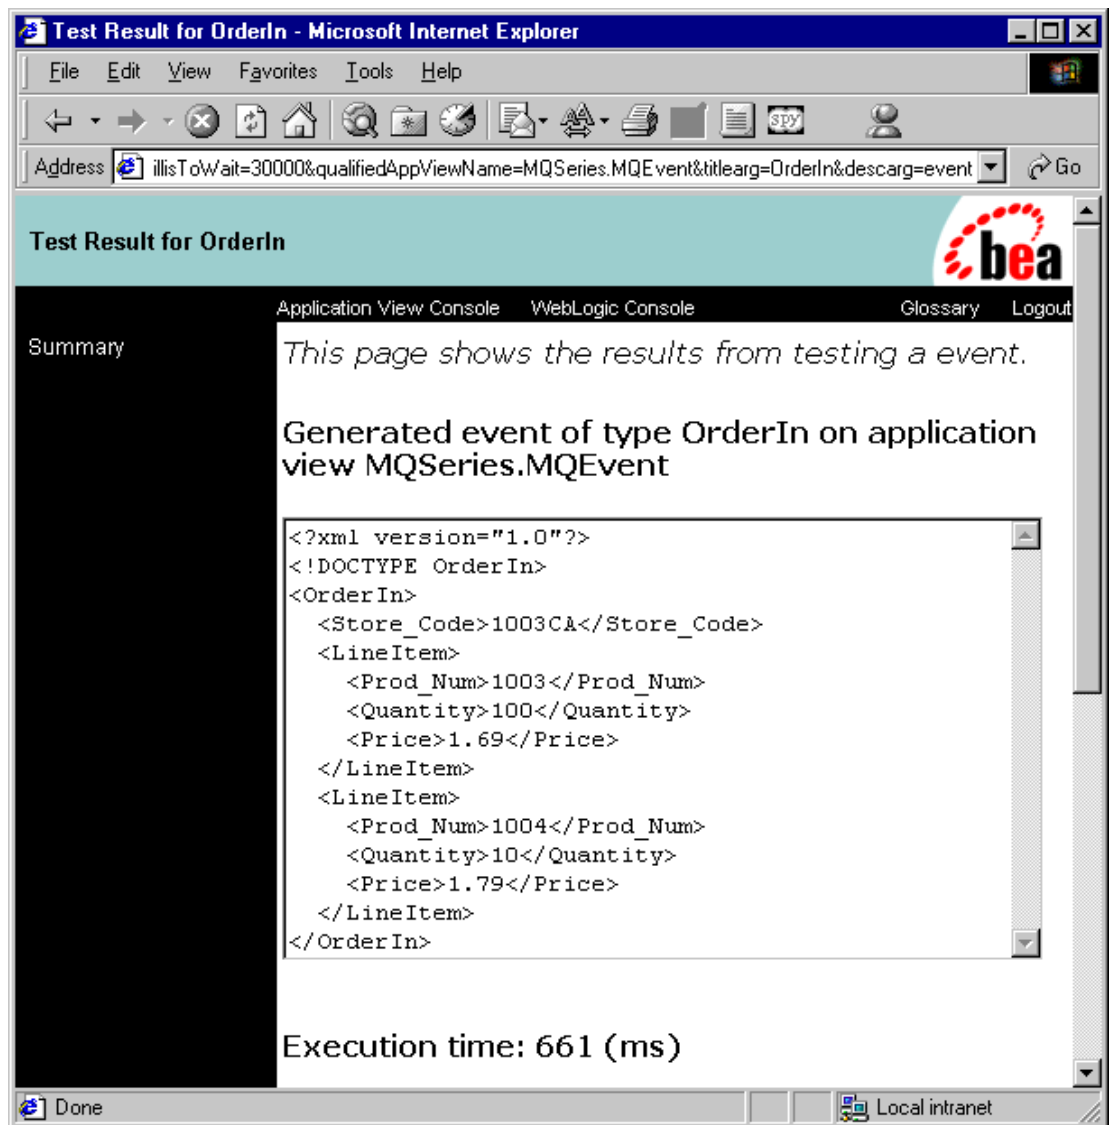 Test Result for OrderIn - Microsoft Internet Explorer
File Edit View Favorites Tools Help
spy
Address illisToWait=30000&qualifiedAppViewName=MQSeries.MQEvent&titlearg=OrderIn&descarg=event Go
Test Result for OrderIn
bea
Application View Console WebLogic Console Glossary Logout
Summary
This page shows the results from testing a event.
Generated event of type OrderIn on application
view MQSeries.MQEvent
<?xml version="1.0"?>
<!DOCTYPE OrderIn>
<OrderIn>
  <Store_Code>1003CA</Store_Code>
  <LineItem>
    <Prod_Num>1003</Prod_Num>
    <Quantity>100</Quantity>
    <Price>1.69</Price>
  </LineItem>
  <LineItem>
    <Prod_Num>1004</Prod_Num>
    <Quantity>10</Quantity>
    <Price>1.79</Price>
  </LineItem>
</OrderIn>
Execution time: 661 (ms)
Done Local intranet